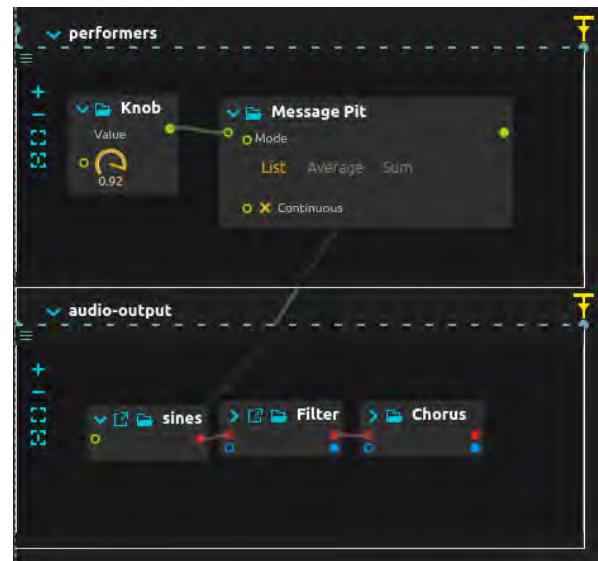 performers
Knob
Message Pit
Value
Mode
List Average Sum
0.92
Continuous
audio-output
sines
Filter
Chorus